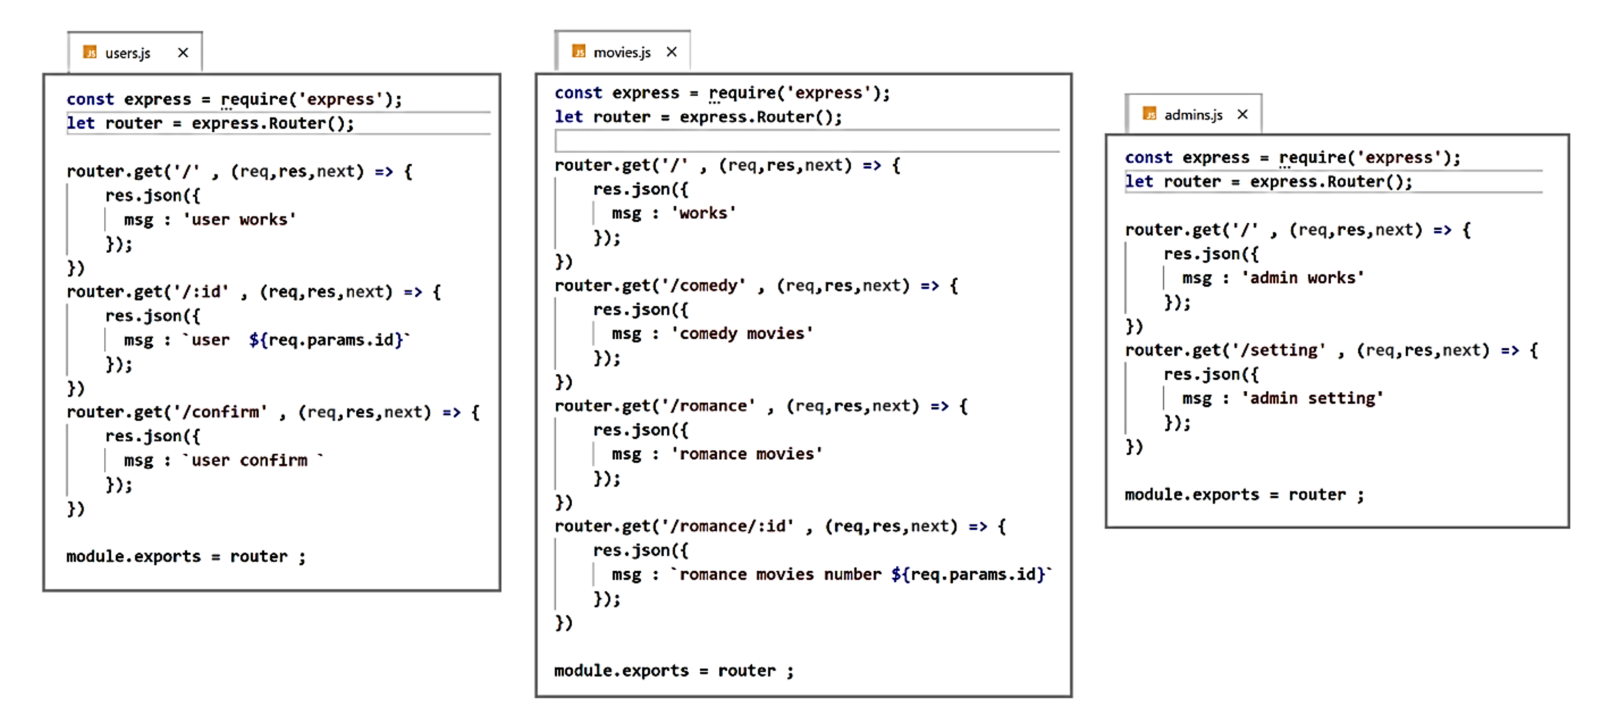 users.js
const express = require('express');
let router = express.Router();
router.get('/' , (req,res,next) => {
res.json({
msg : 'user works'
});
})
router.get('/:id' , (req,res,next) => {
res.json({
msg : `user  ${req.params.id}`
});
})
router.get('/confirm' , (req,res,next) => {
res.json({
msg : `user confirm `
});
})
module.exports = router ;
movies.js
const express = require('express');
let router = express.Router();
router.get('/' , (req,res,next) => {
res.json({
msg : 'works'
});
})
router.get('/comedy' , (req,res,next) => {
res.json({
msg : 'comedy movies'
});
})
router.get('/romance' , (req,res,next) => {
res.json({
msg : 'romance movies'
});
})
router.get('/romance/:id' , (req,res,next) => {
res.json({
msg : `romance movies number ${req.params.id}`
});
})
module.exports = router ;
admins.js
const express = require('express');
let router = express.Router();
router.get('/' , (req,res,next) => {
res.json({
msg : 'admin works'
});
})
router.get('/setting' , (req,res,next) => {
res.json({
msg : 'admin setting'
});
})
module.exports = router ;